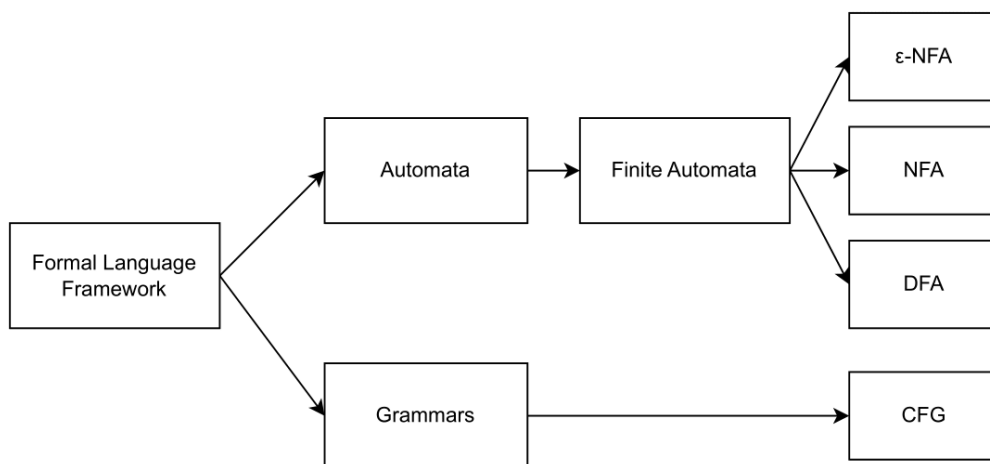 ε-NFA
Automata
Finite Automata
NFA
Formal Language
Framework
DFA
Grammars
CFG